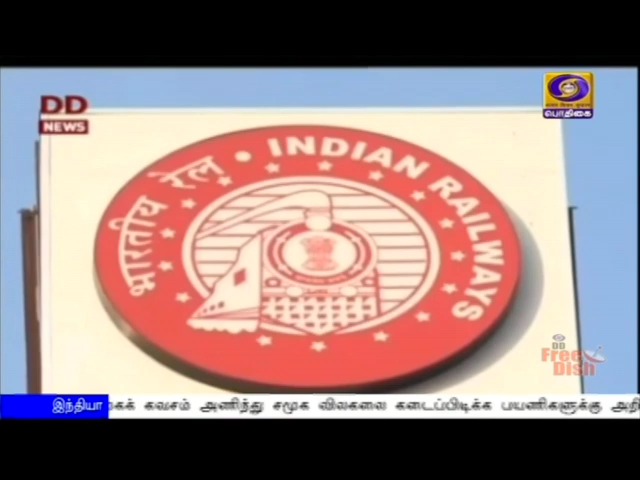 DD
NEWS
பொதிகை
भारतीय रेल • INDIAN RAILWAYS
DD
Free
Dish
இந்தியா
கவசம் அணிந்து சமூக விலகலை கடைப்பிடிக்க பயணிகளுக்கு